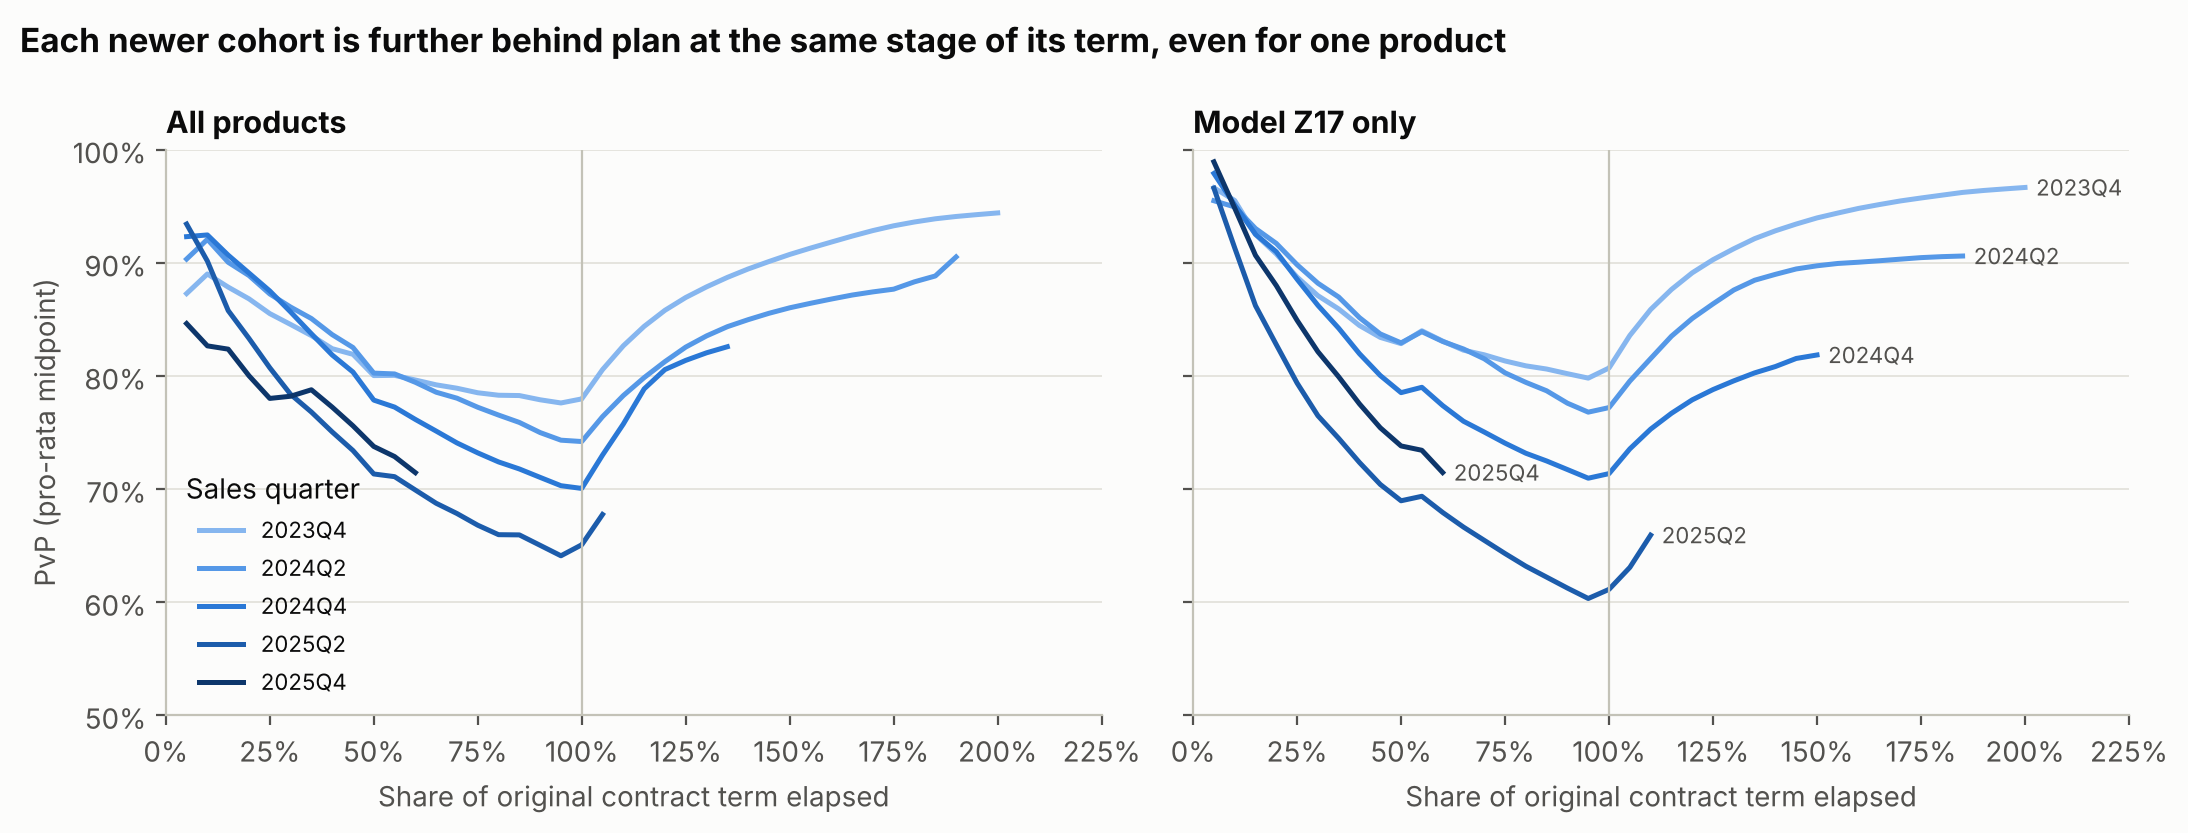 Each newer cohort is further behind plan at the same stage of its term, even for one product
All products
Model Z17 only
PvP (pro-rata midpoint)
100%
90%
80%
70%
60%
50%
Sales quarter
2023Q4
2024Q2
2024Q4
2025Q2
2025Q4
0% 25% 50% 75% 100% 125% 150% 175% 200% 225%
Share of original contract term elapsed
2023Q4
2024Q2
2024Q4
2025Q4
2025Q2
0% 25% 50% 75% 100% 125% 150% 175% 200% 225%
Share of original contract term elapsed